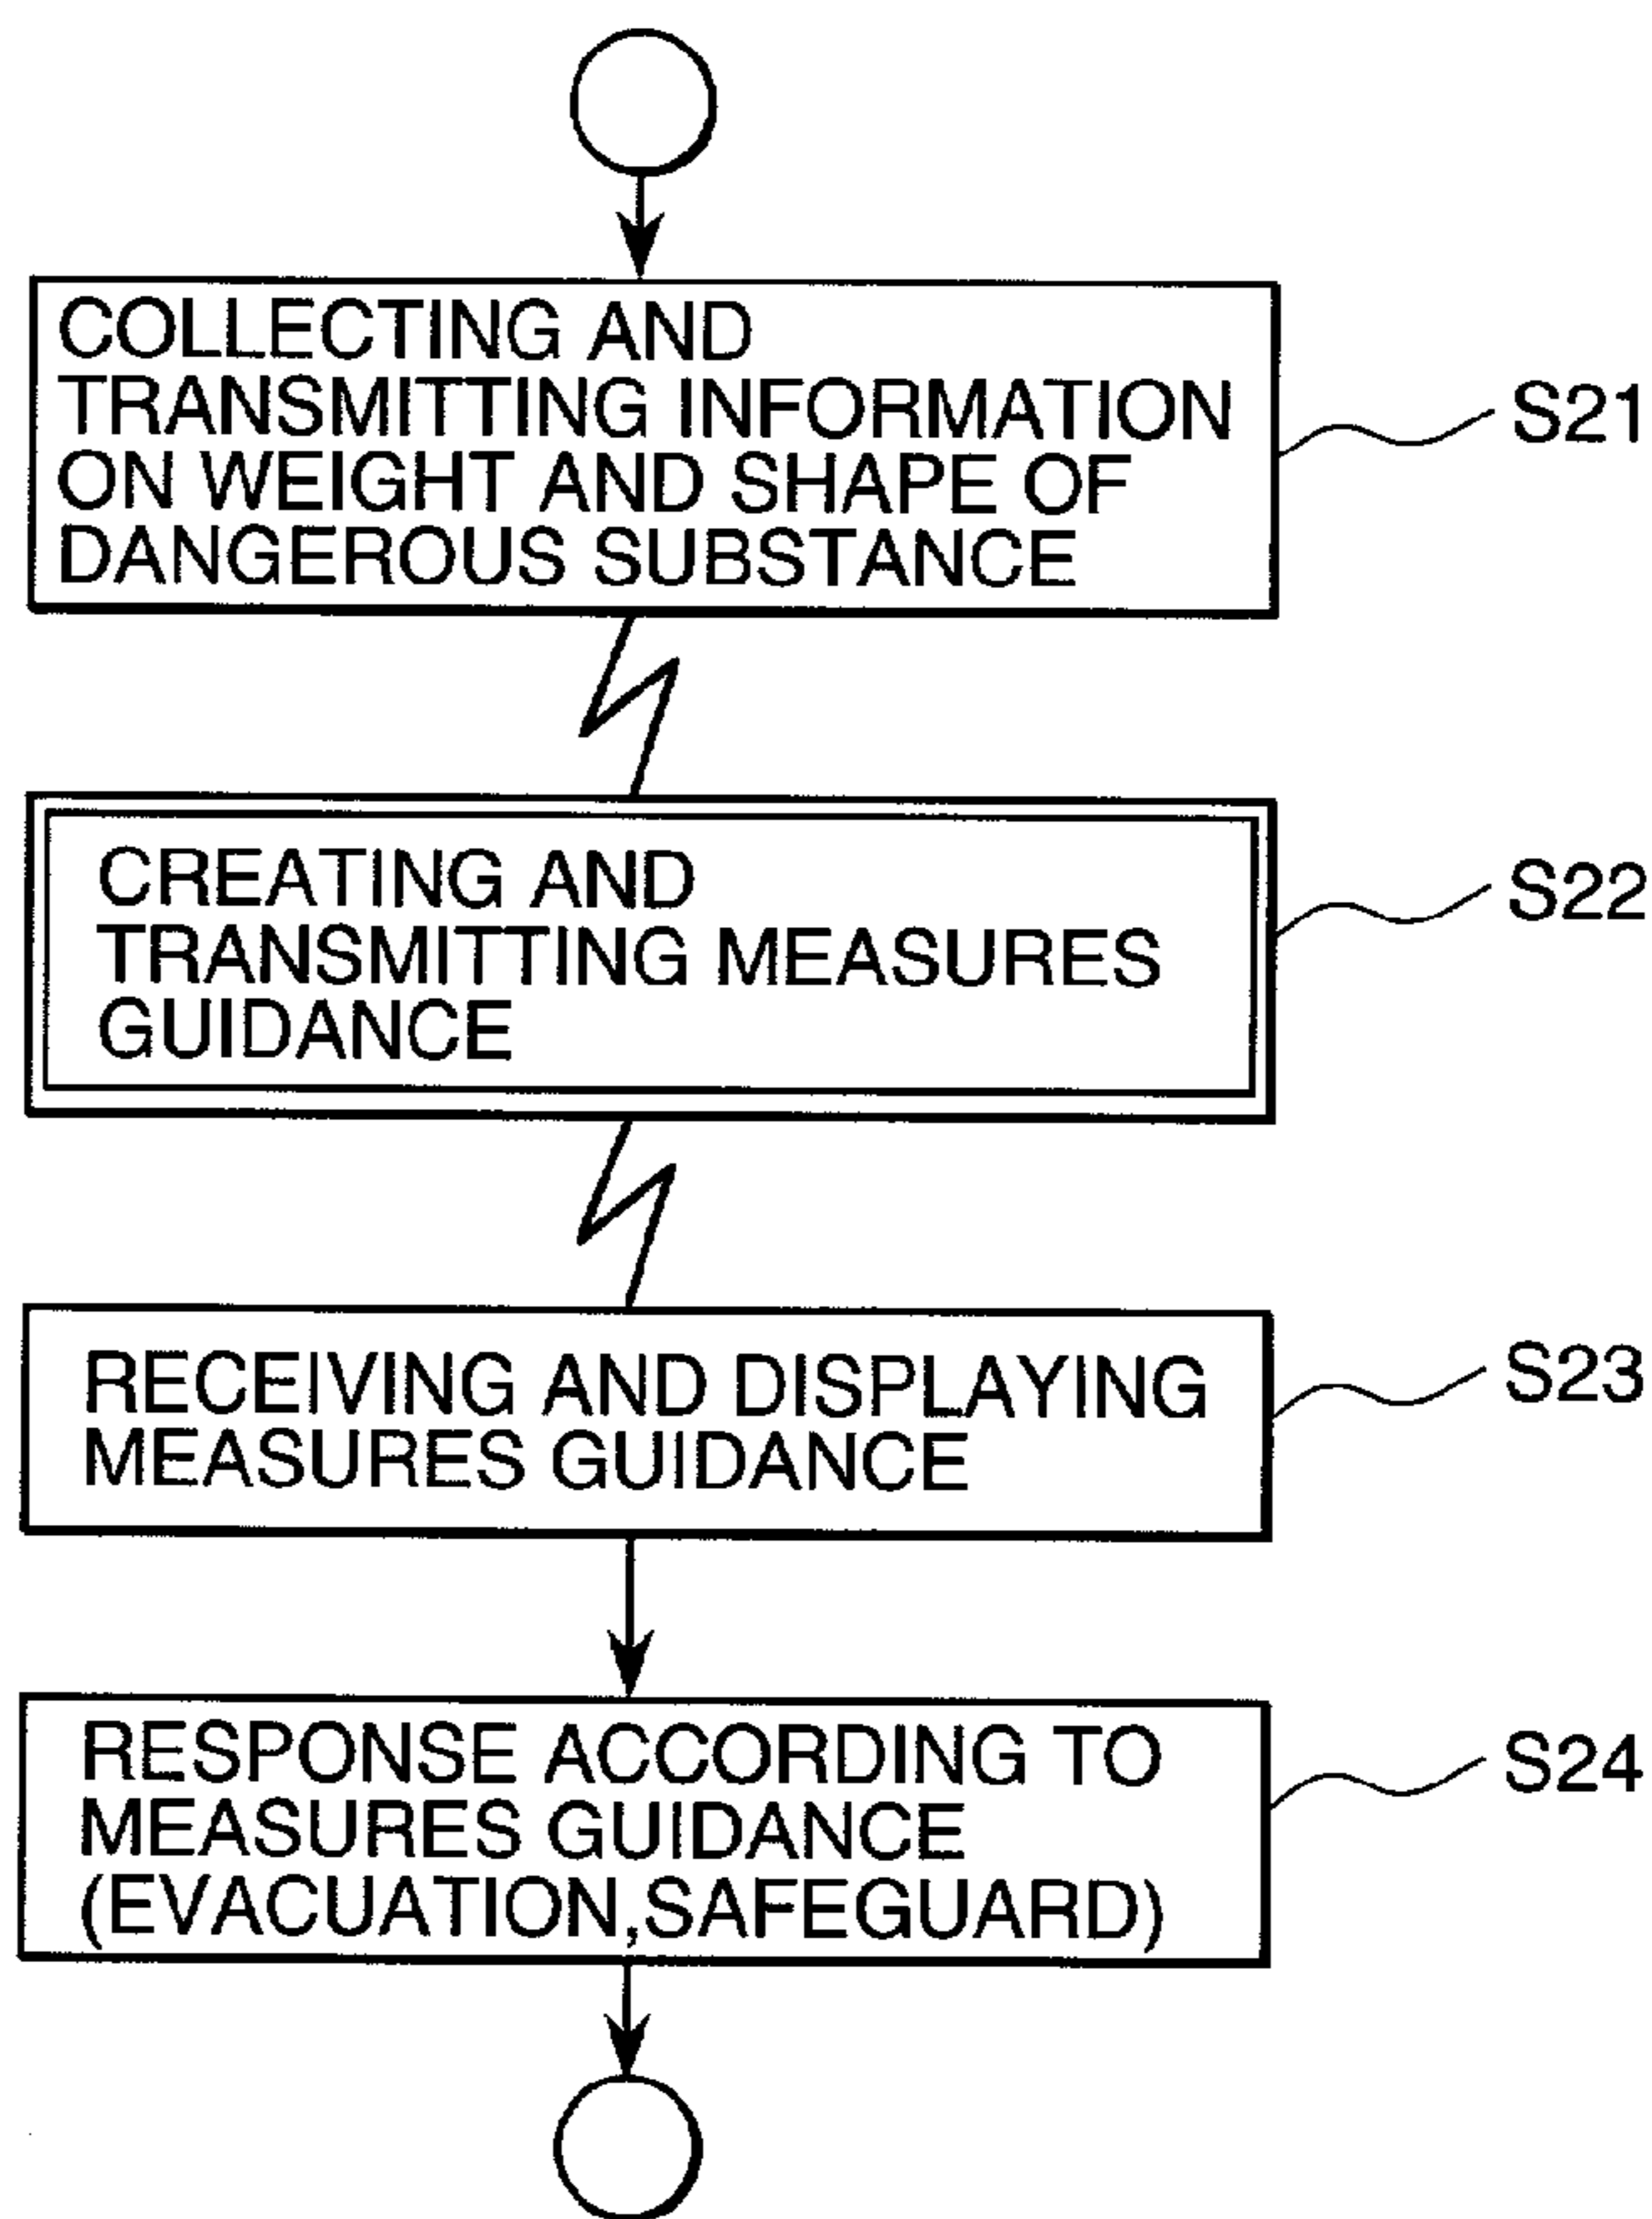 COLLECTING AND
TRANSMITTING INFORMATION
ON WEIGHT AND SHAPE OF
DANGEROUS SUBSTANCE
S21
CREATING AND
TRANSMITTING MEASURES
GUIDANCE
S22
RECEIVING AND DISPLAYING
MEASURES GUIDANCE
S23
RESPONSE ACCORDING TO
MEASURES GUIDANCE
(EVACUATION,SAFEGUARD)
S24